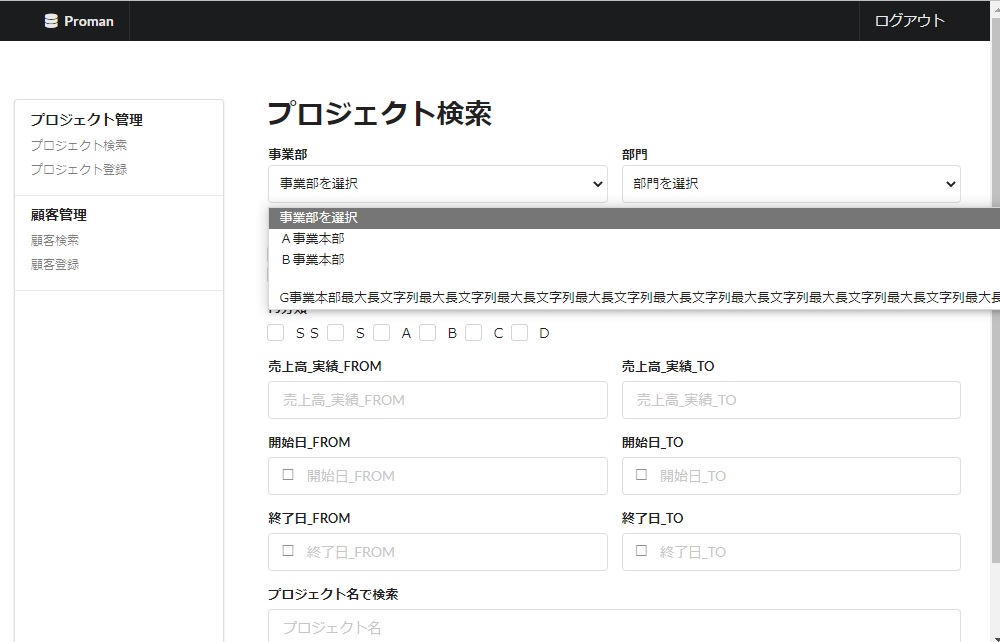 Proman
ログアウト
プロジェクト管理
プロジェクト検索
プロジェクト登録
顧客管理
顧客検索
顧客登録
プロジェクト検索
事業部 部門
事業部を選択 部門を選択
事業部を選択
A事業本部
B事業本部
G事業本部最大長文字列最大長文字列最大長文字列最大長文字列最大長文字列最大長文字列最大長文字列最大長文字列最大長
ＳＳ S A B C D
売上高_実績_FROM 売上高_実績_TO
売上高_実績_FROM 売上高_実績_TO
開始日_FROM 開始日_TO
開始日_FROM 開始日_TO
終了日_FROM 終了日_TO
終了日_FROM 終了日_TO
プロジェクト名で検索
プロジェクト名